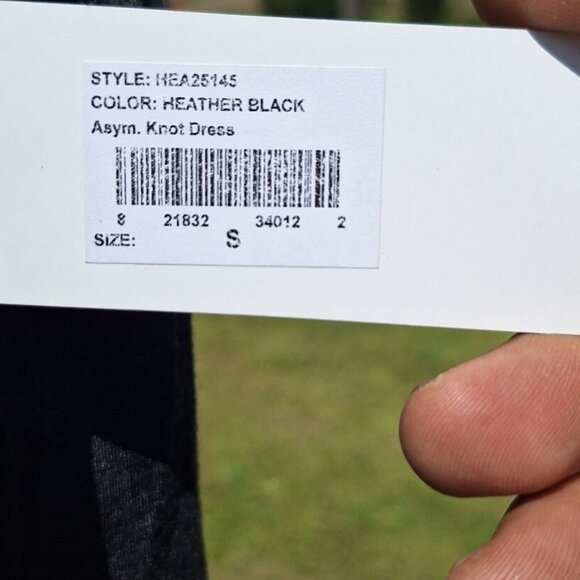 STYLE: HEA25145
COLOR: HEATHER BLACK
Asym. Knot Dress
8 21832 34012 2
SIZE: S